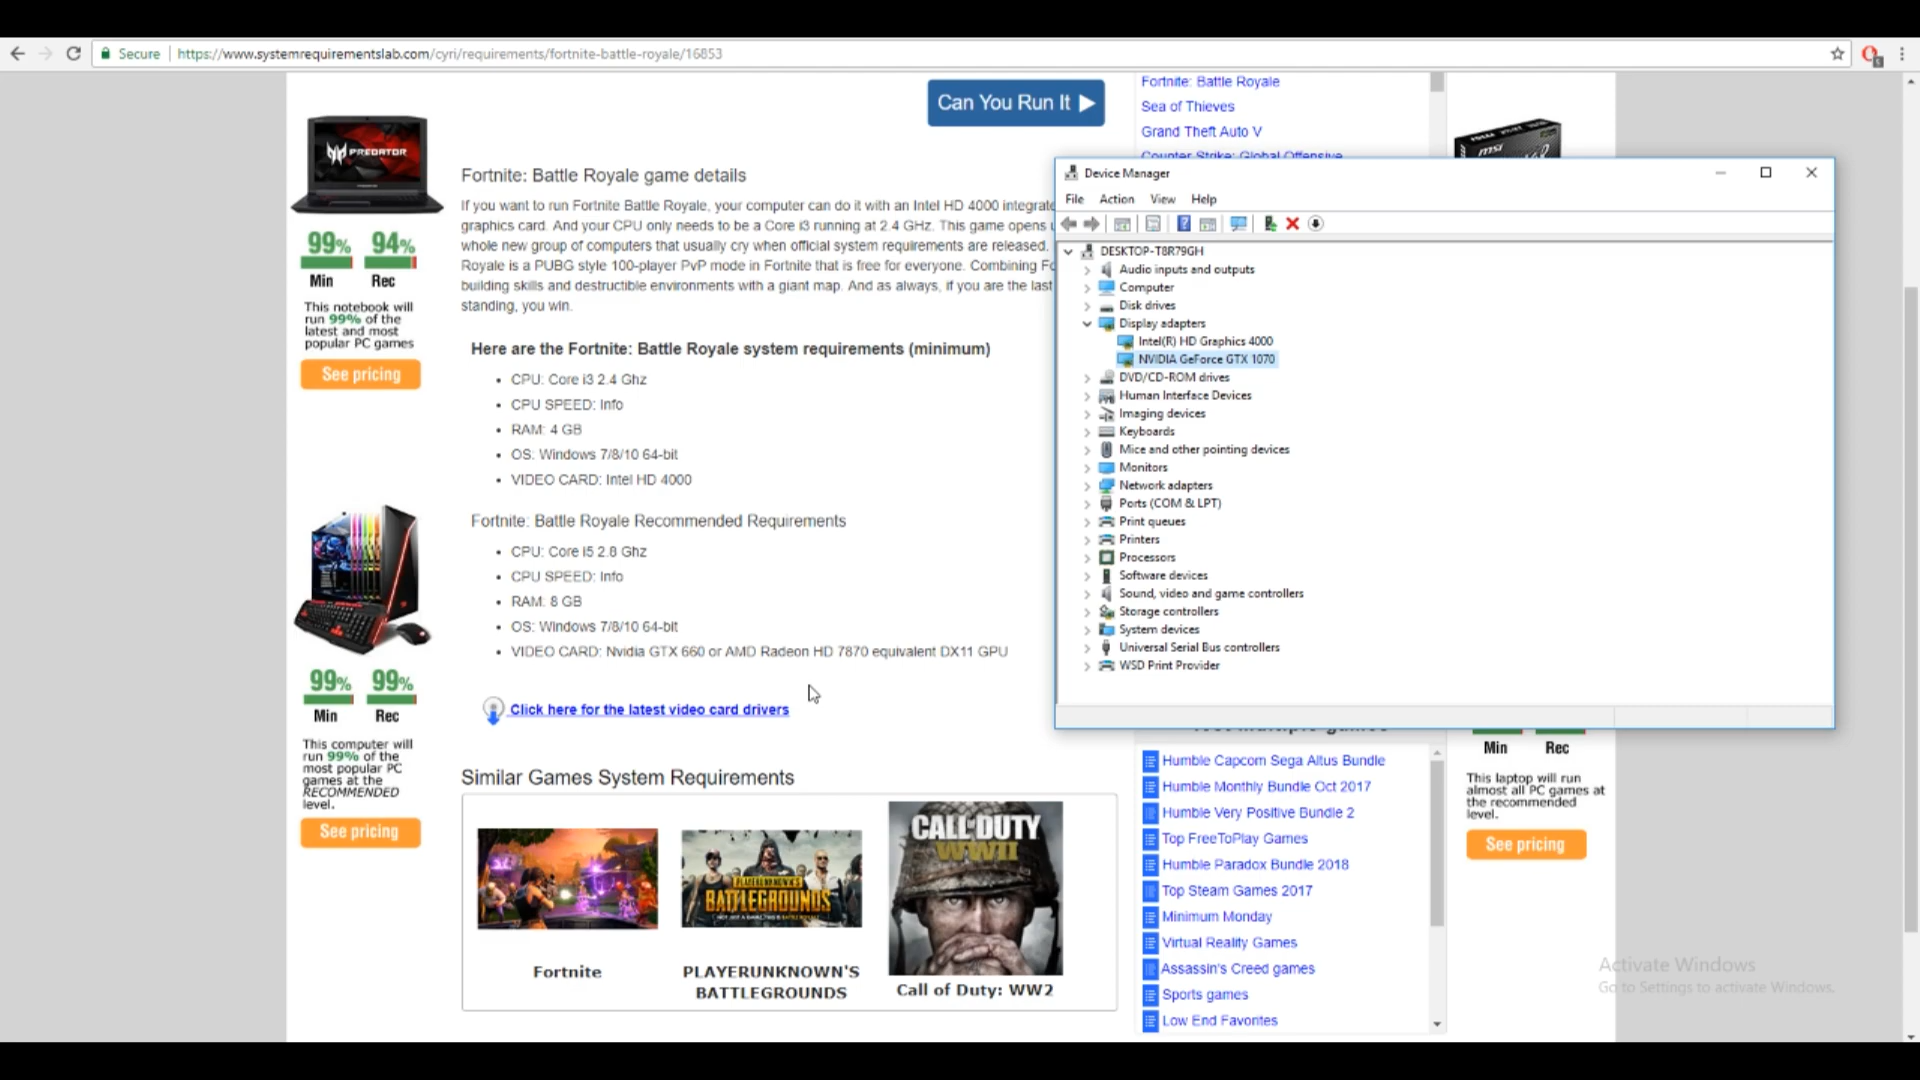 Secure
https://www.systemrequirementslab.com/cyri/requirements/fortnite-battle-royale/16853
Can You Run It
Fortnite: Battle Royale
Sea of Thieves
Grand Theft Auto V
Counter Strike: Global Offensive
PREDATOR
99% 94%
Min Rec
This notebook will
run 99% of the
latest and most
popular PC games
See pricing
99% 99%
Min Rec
This computer will
run 99% of the
most popular PC
games at the
RECOMMENDED
level.
See pricing
Fortnite: Battle Royale game details
If you want to run Fortnite Battle Royale, your computer can do it with an Intel HD 4000 integrate
graphics card. And your CPU only needs to be a Core i3 running at 2.4 GHz. This game opens
whole new group of computers that usually cry when official system requirements are released.
Royale is a PUBG style 100-player PvP mode in Fortnite that is free for everyone. Combining Fo
building skills and destructible environments with a giant map. And as always, if you are the last
standing, you win.
Here are the Fortnite: Battle Royale system requirements (minimum)
• CPU: Core i3 2.4 Ghz
• CPU SPEED: Info
• RAM: 4 GB
• OS: Windows 7/8/10 64-bit
• VIDEO CARD: Intel HD 4000
Fortnite: Battle Royale Recommended Requirements
• CPU: Core i5 2.8 Ghz
• CPU SPEED: Info
• RAM: 8 GB
• OS: Windows 7/8/10 64-bit
• VIDEO CARD: Nvidia GTX 660 or AMD Radeon HD 7870 equivalent DX11 GPU
Click here for the latest video card drivers
Similar Games System Requirements
PLAYERUNKNOWN'S
BATTLEGROUNDS
CALL OF DUTY
WWII
Fortnite
PLAYERUNKNOWN'S
BATTLEGROUNDS
Call of Duty: WW2
msi
Device Manager
File Action View Help
DESKTOP-T8R79GH
Audio inputs and outputs
Computer
Disk drives
Display adapters
Intel(R) HD Graphics 4000
NVIDIA GeForce GTX 1070
DVD/CD-ROM drives
Human Interface Devices
Imaging devices
Keyboards
Mice and other pointing devices
Monitors
Network adapters
Ports (COM & LPT)
Print queues
Printers
Processors
Software devices
Sound, video and game controllers
Storage controllers
System devices
Universal Serial Bus controllers
WSD Print Provider
Humble Capcom Sega Altus Bundle
Humble Monthly Bundle Oct 2017
Humble Very Positive Bundle 2
Top FreeToPlay Games
Humble Paradox Bundle 2018
Top Steam Games 2017
Minimum Monday
Virtual Reality Games
Assassin's Creed games
Sports games
Low End Favorites
Min Rec
This laptop will run
almost all PC games at
the recommended
level.
See pricing
Activate Windows
Go to Settings to activate Windows.